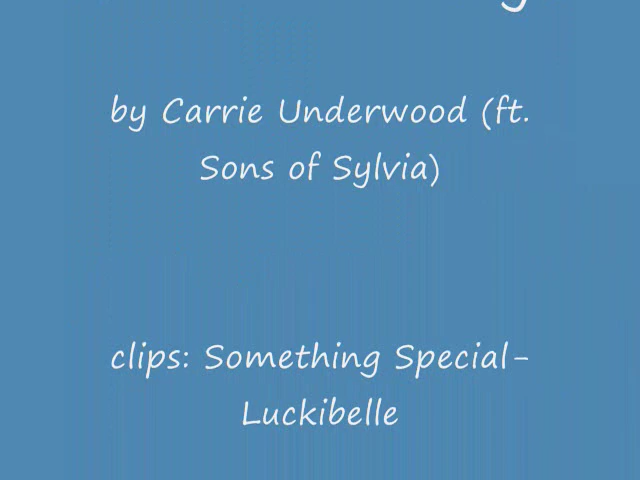 by Carrie Underwood (ft.
Sons of Sylvia)
clips: Something Special-
Luckibelle